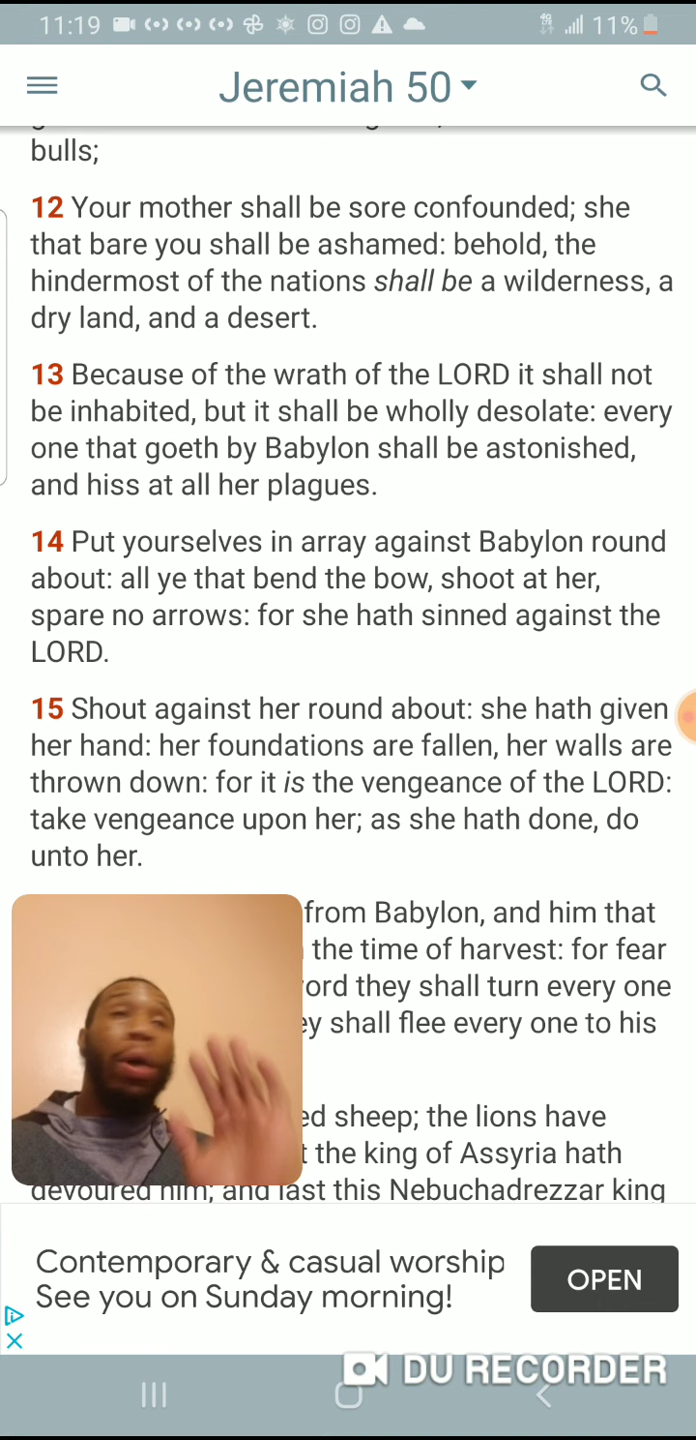 11:19
11%
Jeremiah 50
bulls;
12 Your mother shall be sore confounded; she
that bare you shall be ashamed: behold, the
hindermost of the nations shall be a wilderness, a
dry land, and a desert.
13 Because of the wrath of the LORD it shall not
be inhabited, but it shall be wholly desolate: every
one that goeth by Babylon shall be astonished,
and hiss at all her plagues.
14 Put yourselves in array against Babylon round
about: all ye that bend the bow, shoot at her,
spare no arrows: for she hath sinned against the
LORD.
15 Shout against her round about: she hath given
her hand: her foundations are fallen, her walls are
thrown down: for it is the vengeance of the LORD:
take vengeance upon her; as she hath done, do
unto her.
from Babylon, and him that
the time of harvest: for fear
ord they shall turn every one
ey shall flee every one to his
ed sheep; the lions have
t the king of Assyria hath
devoured him; and last this Nebuchadrezzar king
Contemporary & casual worship
See you on Sunday morning!
OPEN
DU RECORDER